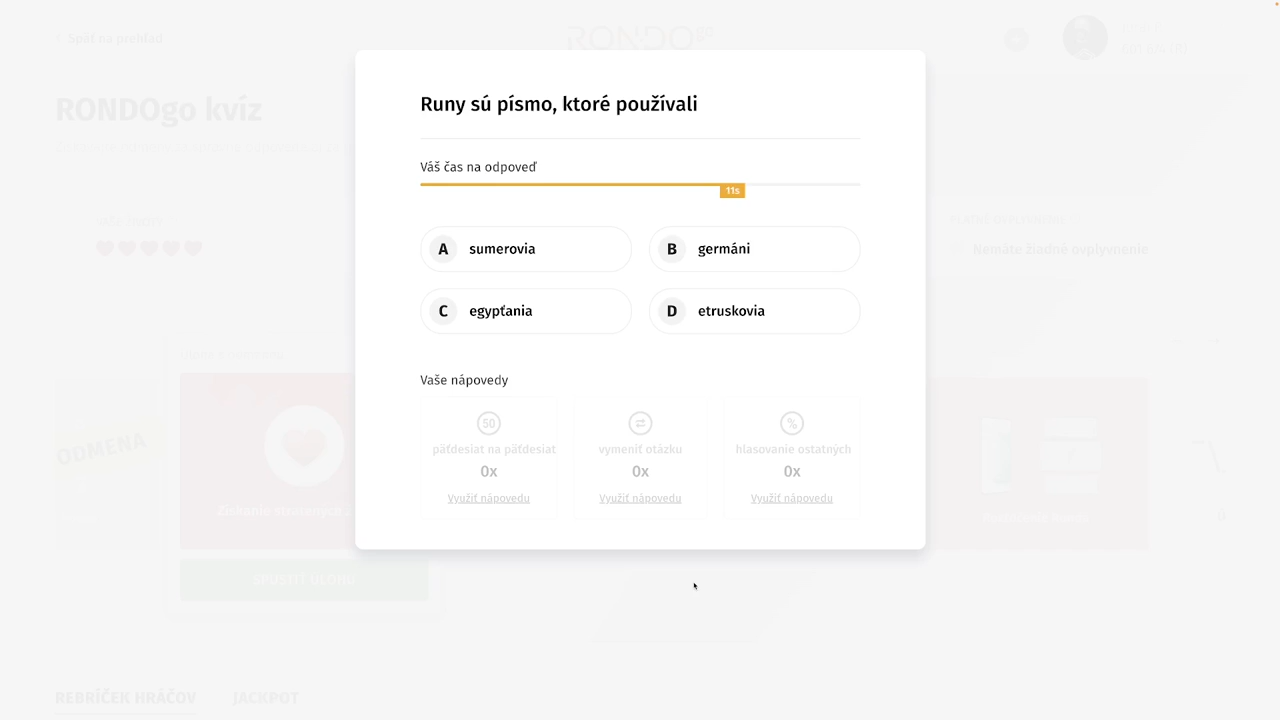 Späť na prehľad
RONDO
RONDOgo kvíz
Runy sú písmo, ktoré používali
Váš čas na odpoveď
11s
A sumerovia
B germáni
C egypťania
D etruskovia
Nemáte žiadné ovplyvnenie
Vaše nápovedy
50
päťdesiat na päťdesiat
0x
Využiť nápovedu
vymeniť otázku
0x
Využiť nápovedu
%
hlasovanie ostatných
0x
Využiť nápovedu
ODMENA
REBRÍČEK HRÁČOV
JACKPOT